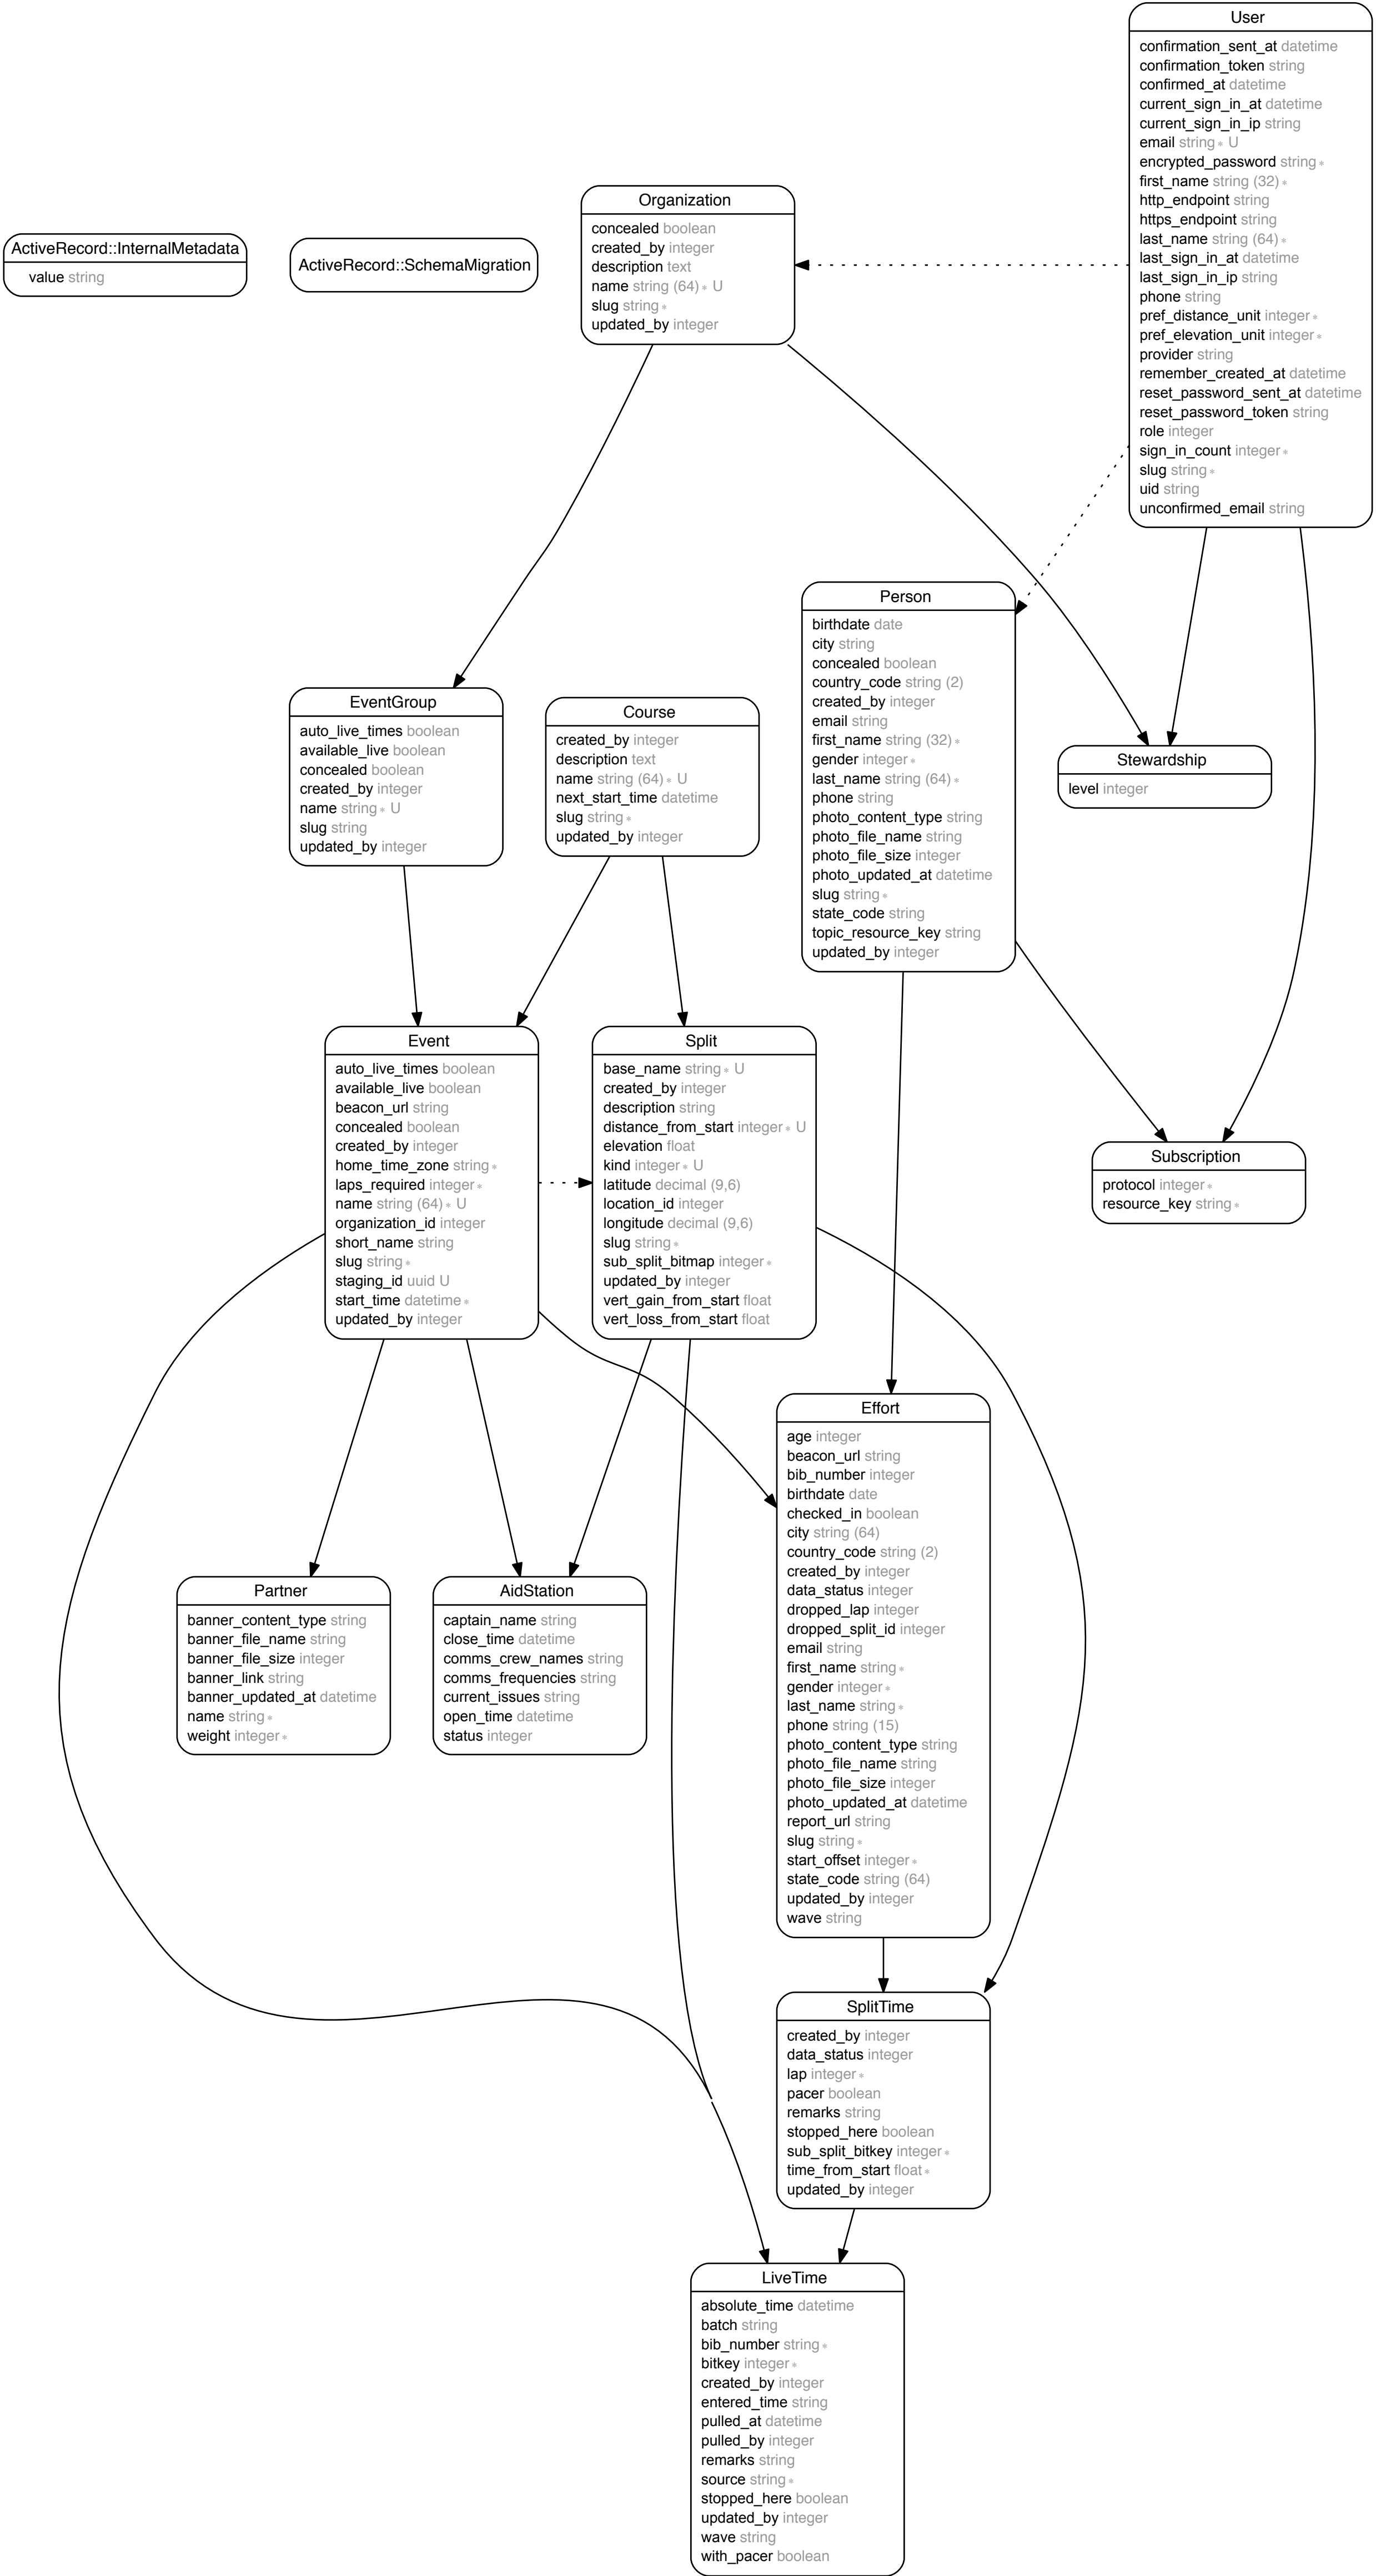 User
confirmation_sent_at datetime
confirmation_token string
confirmed_at datetime
current_sign_in_at datetime
current_sign_in_ip string
email string ∗ U
encrypted_password string ∗
first_name string (32) ∗
http_endpoint string
https_endpoint string
last_name string (64) ∗
last_sign_in_at datetime
last_sign_in_ip string
phone string
pref_distance_unit integer ∗
pref_elevation_unit integer ∗
provider string
remember_created_at datetime
reset_password_sent_at datetime
reset_password_token string
role integer
sign_in_count integer ∗
slug string ∗
uid string
unconfirmed_email string
Organization
concealed boolean
created_by integer
description text
name string (64) ∗ U
slug string ∗
updated_by integer
ActiveRecord::InternalMetadata
value string
ActiveRecord::SchemaMigration
Person
birthdate date
city string
concealed boolean
country_code string (2)
created_by integer
email string
first_name string (32) ∗
gender integer ∗
last_name string (64) ∗
phone string
photo_content_type string
photo_file_name string
photo_file_size integer
photo_updated_at datetime
slug string ∗
state_code string
topic_resource_key string
updated_by integer
EventGroup
auto_live_times boolean
available_live boolean
concealed boolean
created_by integer
name string ∗ U
slug string
updated_by integer
Course
created_by integer
description text
name string (64) ∗ U
next_start_time datetime
slug string ∗
updated_by integer
Stewardship
level integer
Event
auto_live_times boolean
available_live boolean
beacon_url string
concealed boolean
created_by integer
home_time_zone string ∗
laps_required integer ∗
name string (64) ∗ U
organization_id integer
short_name string
slug string ∗
staging_id uuid U
start_time datetime ∗
updated_by integer
Split
base_name string ∗ U
created_by integer
description string
distance_from_start integer ∗ U
elevation float
kind integer ∗ U
latitude decimal (9,6)
location_id integer
longitude decimal (9,6)
slug string ∗
sub_split_bitmap integer ∗
updated_by integer
vert_gain_from_start float
vert_loss_from_start float
Subscription
protocol integer ∗
resource_key string ∗
Effort
age integer
beacon_url string
bib_number integer
birthdate date
checked_in boolean
city string (64)
country_code string (2)
created_by integer
data_status integer
dropped_lap integer
dropped_split_id integer
email string
first_name string ∗
gender integer ∗
last_name string ∗
phone string (15)
photo_content_type string
photo_file_name string
photo_file_size integer
photo_updated_at datetime
report_url string
slug string ∗
start_offset integer ∗
state_code string (64)
updated_by integer
wave string
Partner
banner_content_type string
banner_file_name string
banner_file_size integer
banner_link string
banner_updated_at datetime
name string ∗
weight integer ∗
AidStation
captain_name string
close_time datetime
comms_crew_names string
comms_frequencies string
current_issues string
open_time datetime
status integer
SplitTime
created_by integer
data_status integer
lap integer ∗
pacer boolean
remarks string
stopped_here boolean
sub_split_bitkey integer ∗
time_from_start float ∗
updated_by integer
LiveTime
absolute_time datetime
batch string
bib_number string ∗
bitkey integer ∗
created_by integer
entered_time string
pulled_at datetime
pulled_by integer
remarks string
source string ∗
stopped_here boolean
updated_by integer
wave string
with_pacer boolean